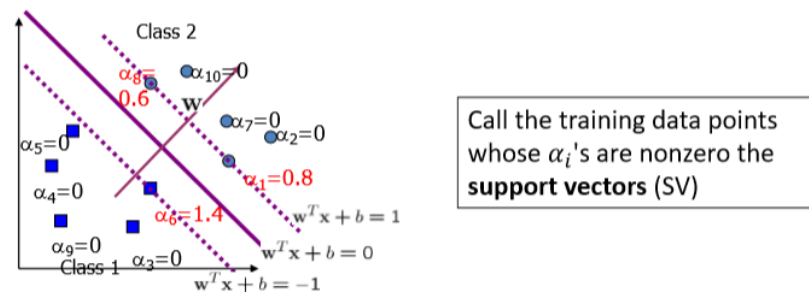 Class 2
α₈=
0.6
α₁₀=0
w
α₇=0
α₂=0
α₅=0
α₁=0.8
α₄=0
α₆=1.4
wᵀx + b = 1
α₉=0
α₃=0
wᵀx + b = 0
Class 1
wᵀx + b = −1
Call the training data points
whose αᵢ's are nonzero the
support vectors (SV)